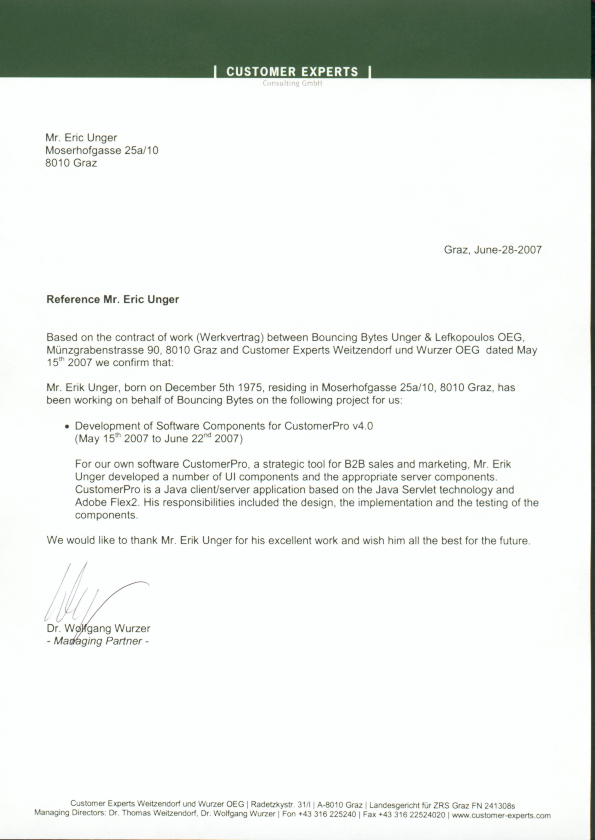 | CUSTOMER EXPERTS |
Consulting GmbH
Mr. Eric Unger
Moserhofgasse 25a/10
8010 Graz
Graz, June-28-2007
Reference Mr. Eric Unger
Based on the contract of work (Werkvertrag) between Bouncing Bytes Unger & Lefkopoulos OEG,
Münzgrabenstrasse 90, 8010 Graz and Customer Experts Weitzendorf und Wurzer OEG dated May
15th 2007 we confirm that:
Mr. Erik Unger, born on December 5th 1975, residing in Moserhofgasse 25a/10, 8010 Graz, has
been working on behalf of Bouncing Bytes on the following project for us:
• Development of Software Components for CustomerPro v4.0
(May 15th 2007 to June 22nd 2007)
For our own software CustomerPro, a strategic tool for B2B sales and marketing, Mr. Erik
Unger developed a number of UI components and the appropriate server components.
CustomerPro is a Java client/server application based on the Java Servlet technology and
Adobe Flex2. His responsibilities included the design, the implementation and the testing of the
components.
We would like to thank Mr. Erik Unger for his excellent work and wish him all the best for the future.
Dr. Wolfgang Wurzer
- Managing Partner -
Customer Experts Weitzendorf und Wurzer OEG | Radetzkystr. 31/I | A-8010 Graz | Landesgericht für ZRS Graz FN 241308s
Managing Directors: Dr. Thomas Weitzendorf, Dr. Wolfgang Wurzer | Fon +43 316 225240 | Fax +43 316 22524020 | www.customer-experts.com